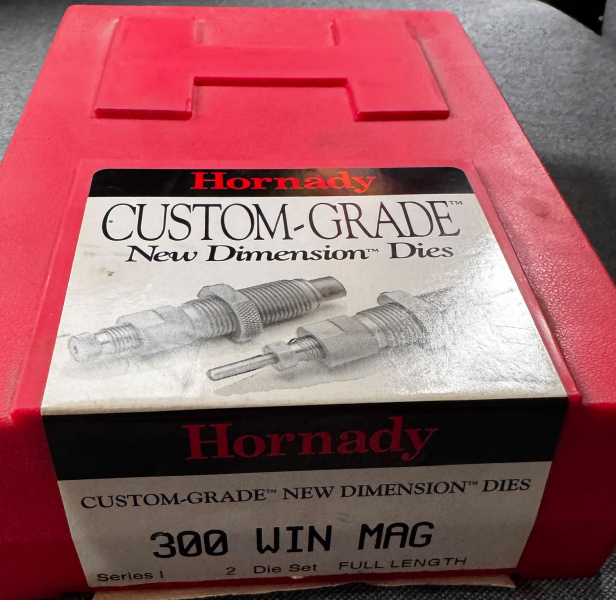 Hornady
CUSTOM-GRADE™
New Dimension™ Dies
Hornady
CUSTOM-GRADE™ NEW DIMENSION™ DIES
300 WIN MAG
Series I 2 Die Set FULL LENGTH